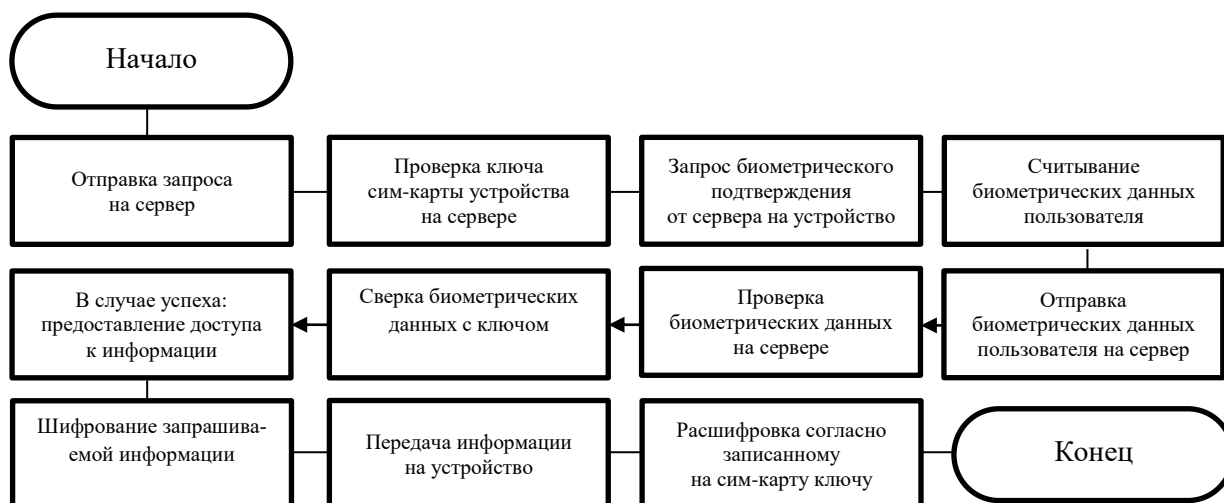 Начало
Отправка запроса
на сервер
Проверка ключа
сим-карты устройства
на сервере
Запрос биометрического
подтверждения
от сервера на устройство
Считывание
биометрических данных
пользователя
Отправка
биометрических данных
пользователя на сервер
Проверка
биометрических данных
на сервере
Сверка биометрических
данных с ключом
В случае успеха:
предоставление доступа
к информации
Шифрование запрашива-
емой информации
Передача информации
на устройство
Расшифровка согласно
записанному
на сим-карту ключу
Конец